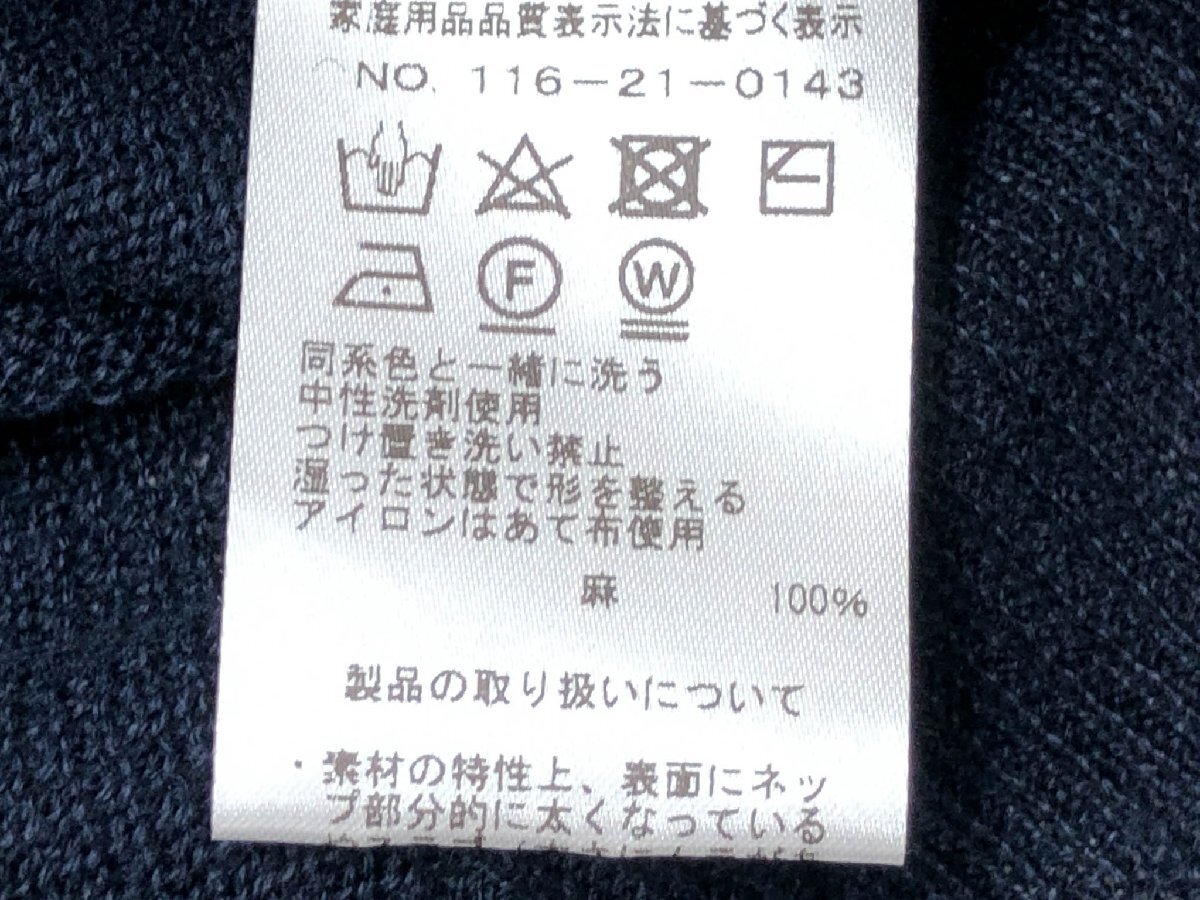 家庭用品品質表示法に基づく表示
NO. 116-21-0143
F W
同系色と一緒に洗う
中性洗剤使用
つけ置き洗い禁止
湿った状態で形を整える
アイロンはあて布使用
麻 100%
製品の取り扱いについて
・素材の特性上、表面にネッ
プ部分的に太くなっている